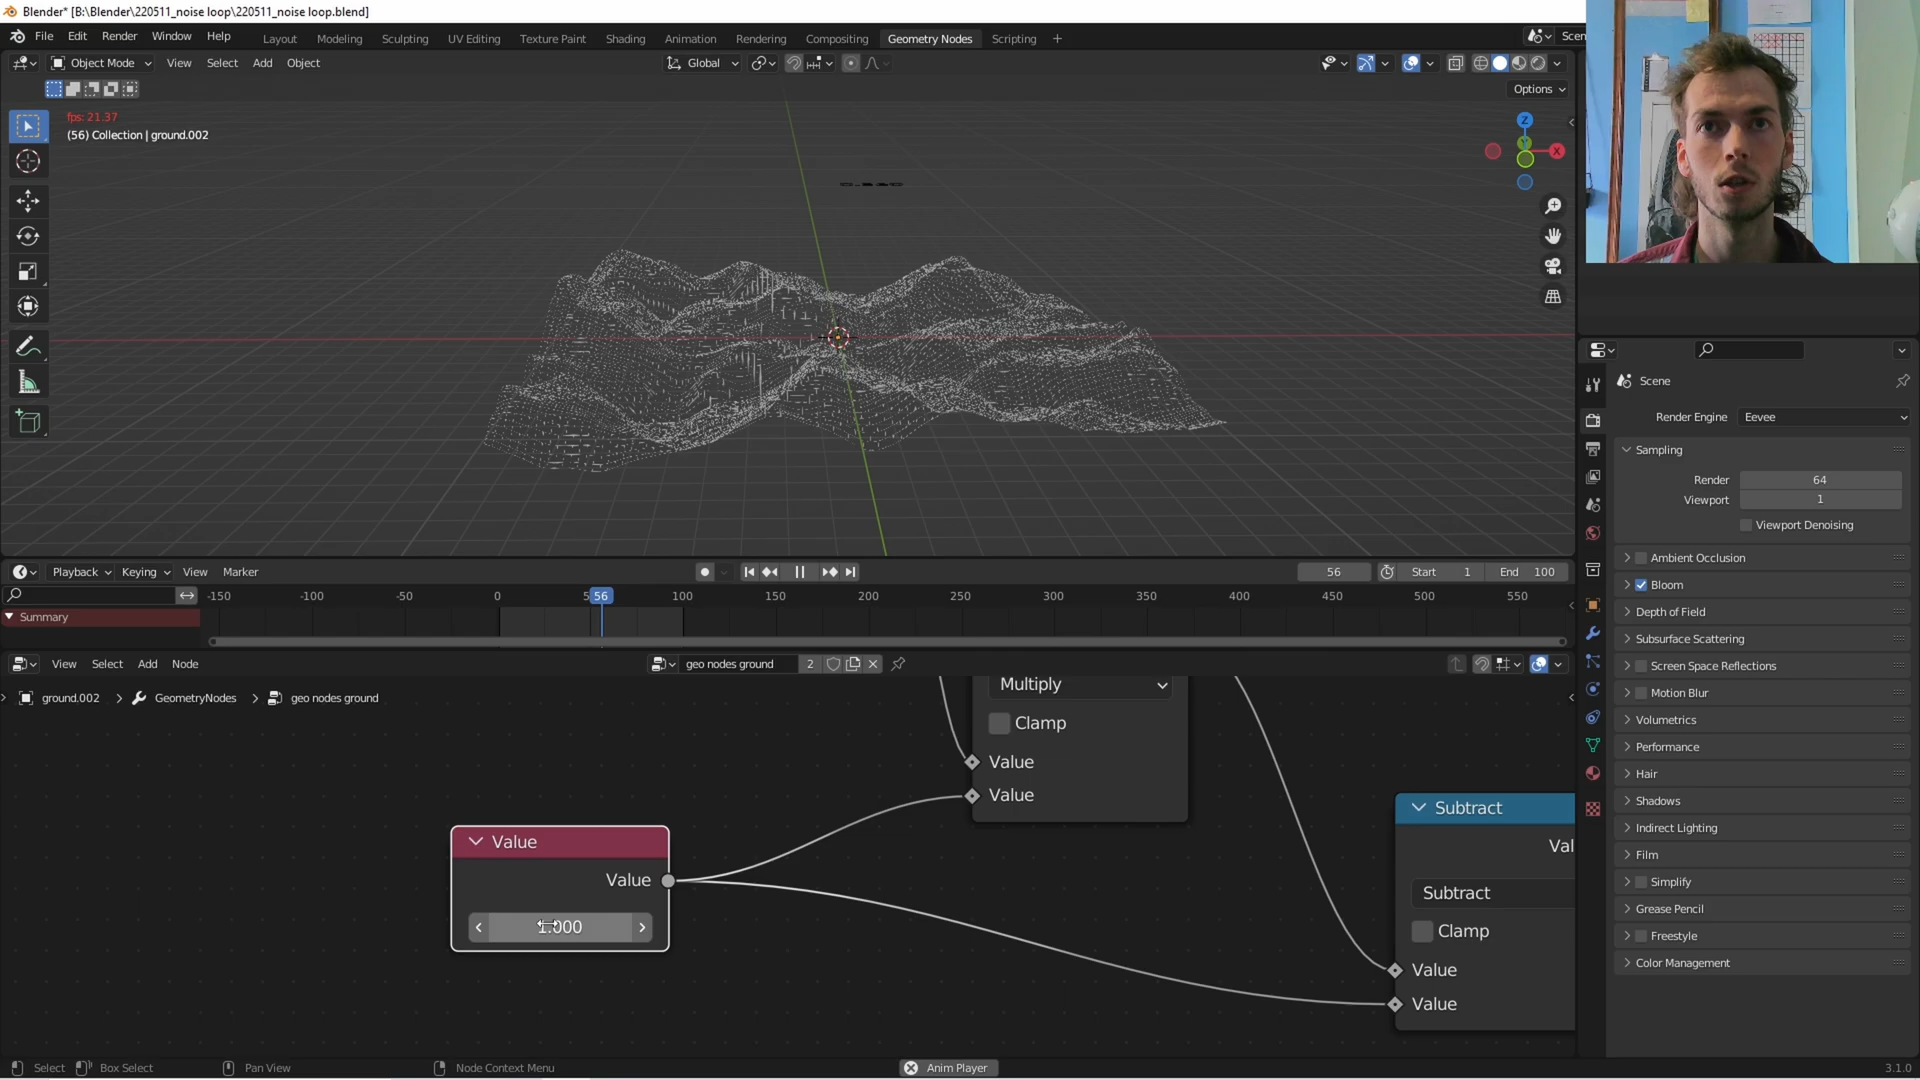 Blender* [B:\Blender\220511_noise loop\220511_noise loop.blend]
File Edit Render Window Help Layout Modeling Sculpting UV Editing Texture Paint Shading Animation Rendering Compositing Geometry Nodes Scripting + Scen
Object Mode View Select Add Object Global
Options
fps: 21.37
(56) Collection | ground.002
Z
X
Scene
Render Engine Eevee
Sampling
Render 64
Viewport 1
Viewport Denoising
Ambient Occlusion
Bloom
Depth of Field
Subsurface Scattering
Screen Space Reflections
Motion Blur
Volumetrics
Performance
Hair
Shadows
Indirect Lighting
Film
Simplify
Grease Pencil
Freestyle
Color Management
Playback Keying View Marker 56 Start 1 End 100
-150 -100 -50 0 5 56 100 150 200 250 300 350 400 450 500 550
Summary
View Select Add Node geo nodes ground 2
ground.002 GeometryNodes geo nodes ground
Multiply
Clamp
Value
Value
Value
Value
1.000
Subtract
Val
Subtract
Clamp
Value
Value
Select Box Select Pan View Node Context Menu Anim Player 3.1.0